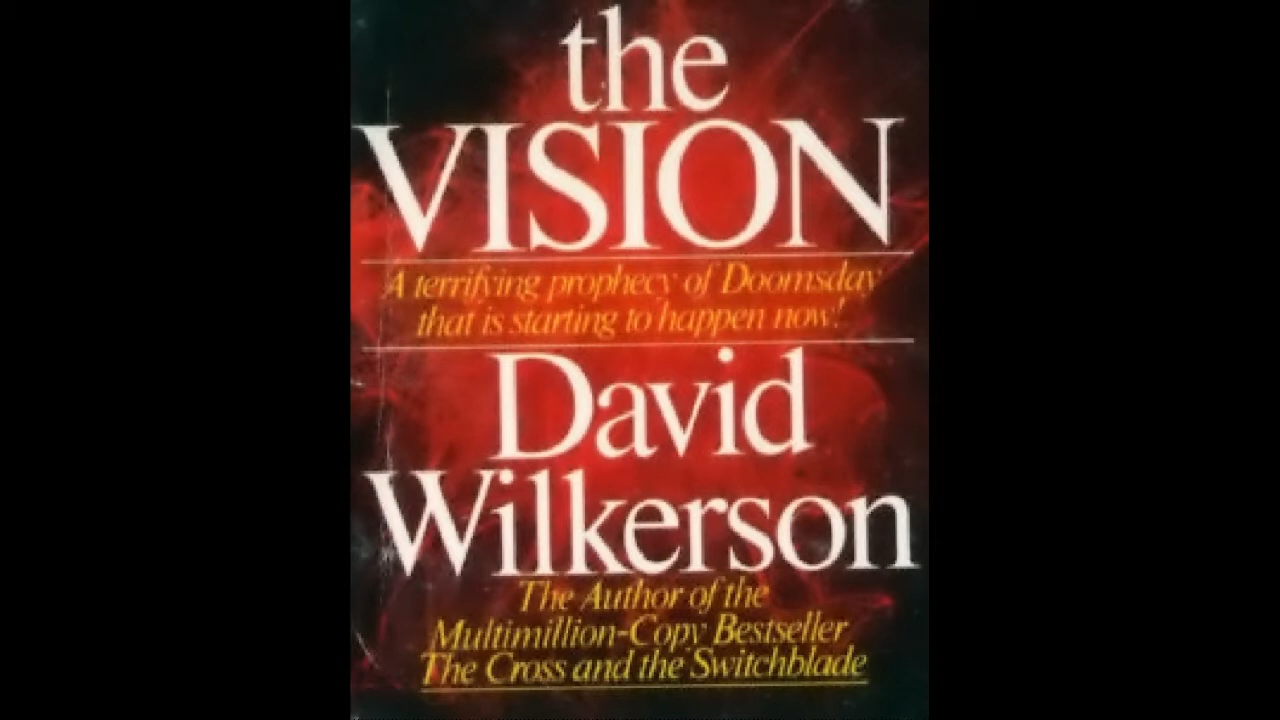 the
VISION
A terrifying prophecy of Doomsday
that is starting to happen now!
David
Wilkerson
The Author of the
Multimillion-Copy Bestseller
The Cross and the Switchblade